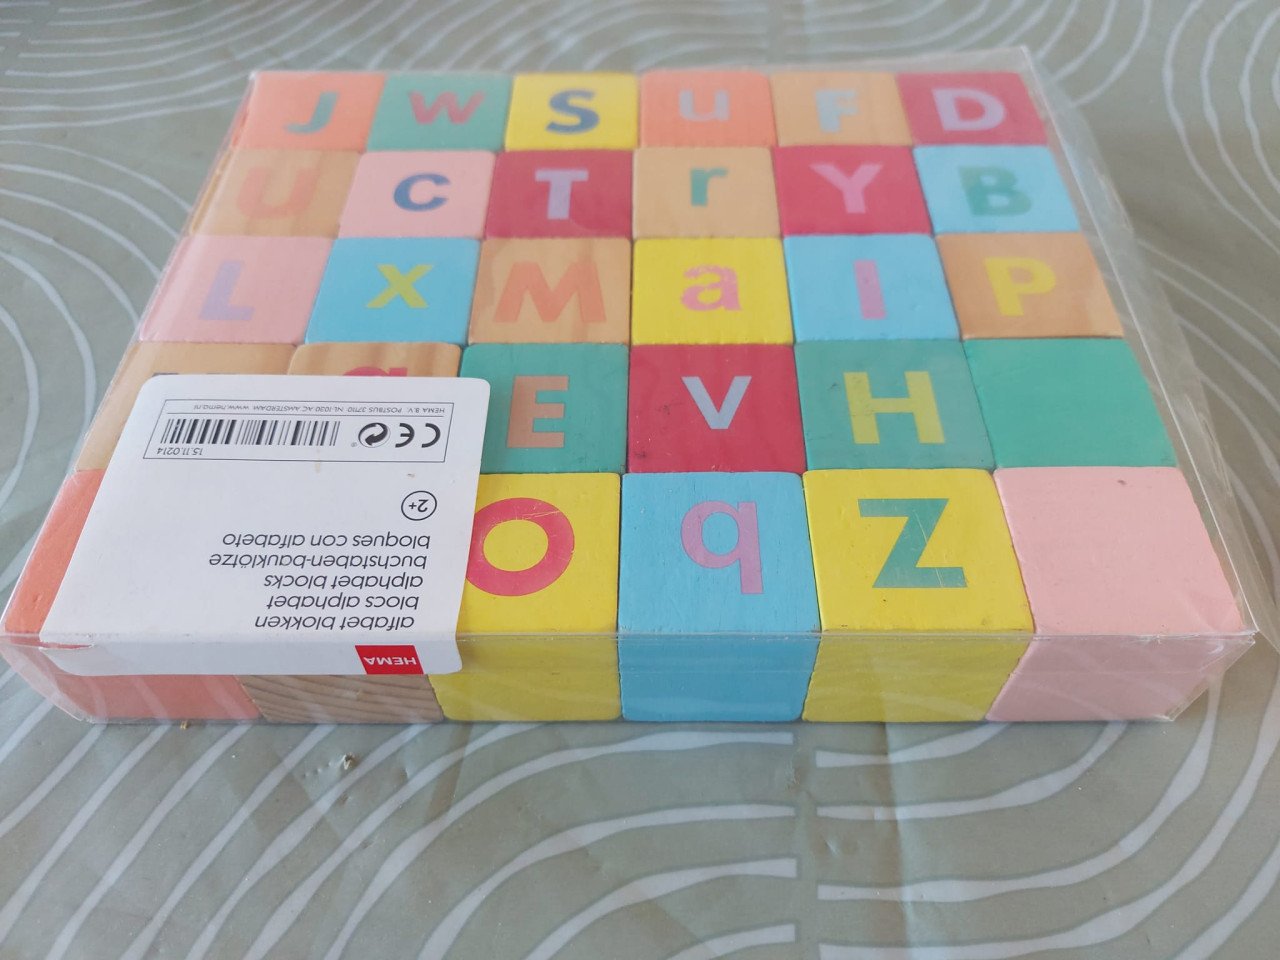 J w S u F D
U c T r Y B
L x M a I P
E v H
o q z
HEMA
alfabet blokken
blocs alphabet
alphabet blocks
buchstaben-bauklötze
bloques con alfabeto
2+
15.11.0214
CE
HEMA B.V. POSTBUS 37110 NL-1030 AC AMSTERDAM www.hema.nl